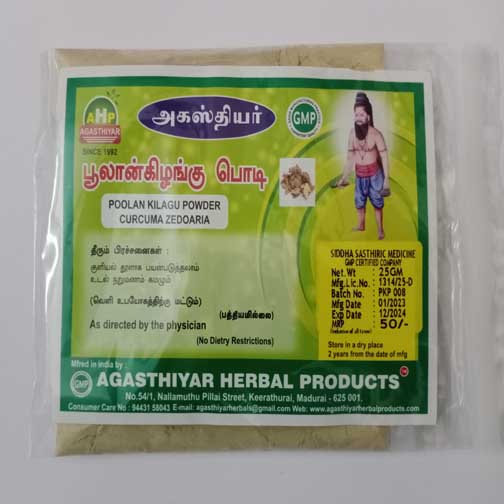 AHP
AGASTHIYAR
SINCE 1992
அகஸ்தியர்
GMP
பூலான்கிழங்கு பொடி
POOLAN KILAGU POWDER
CURCUMA ZEDOARIA
தீரும் பிரச்சனைகள் :
குளியல் தூளாக பயன்படுத்தலாம்
உடல் நறுமணம் கமழும்
(வெளி உபயோகத்திற்கு மட்டும்)
(பத்தியமில்லை)
As directed by the physician
(No Dietry Restrictions)
SIDDHA SASTHIRIC MEDICINE
GMP CERTIFIED COMPANY
Net. Wt : 25GM
Mfg.Lic.No. : 1314/25-D
Batch No. : PKP 008
Mfg Date : 01/2023
Exp Date : 12/2024
MRP : 50/-
(Inclusive of all taxes)
Store in a dry place
2 years from the date of mfg
Mfred in India by :
GMP
AGASTHIYAR HERBAL PRODUCTS
No.54/1, Nallamuthu Pillai Street, Keerathurai, Madurai - 625 001.
Consumer Care No : 94431 58043 E-mail: agasthiyarherbals@gmail.com Web: www.agasthiyarherbalproducts.com